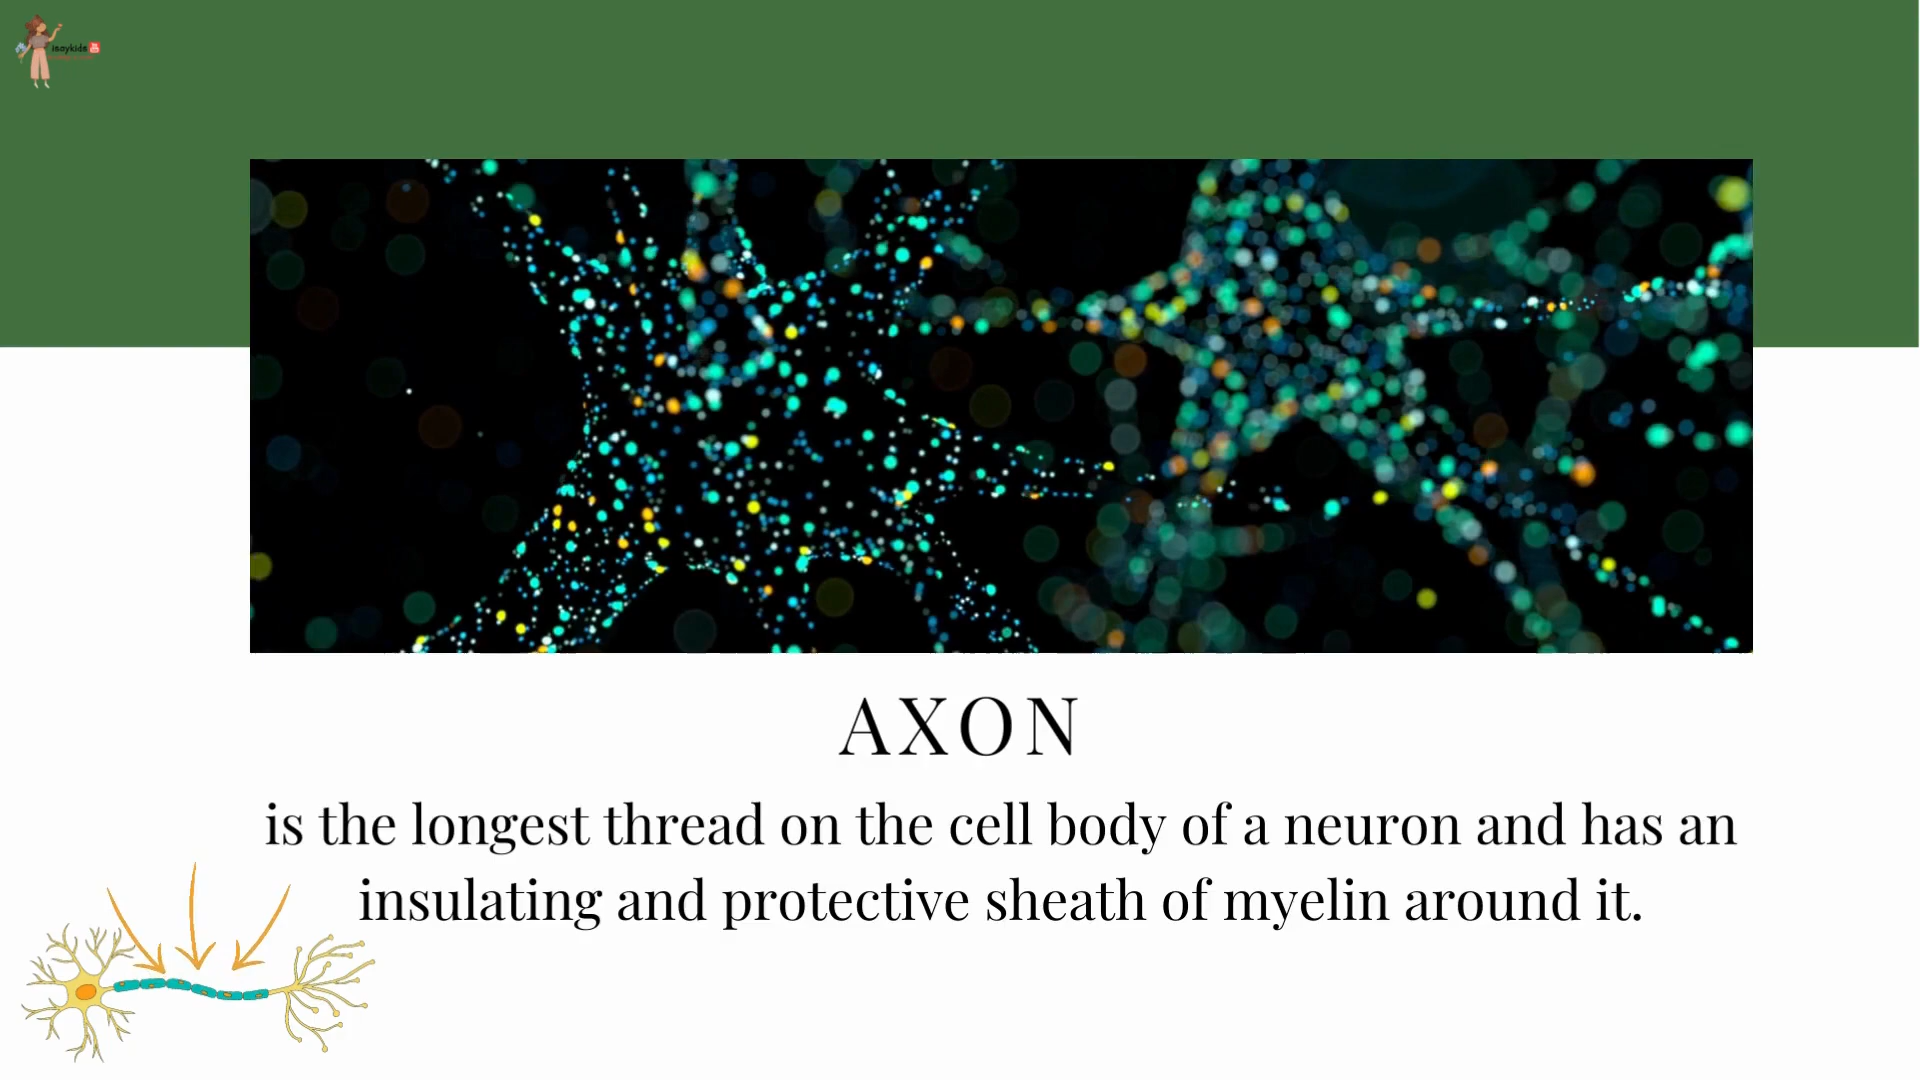 isaykids
AXON
is the longest thread on the cell body of a neuron and has an
insulating and protective sheath of myelin around it.